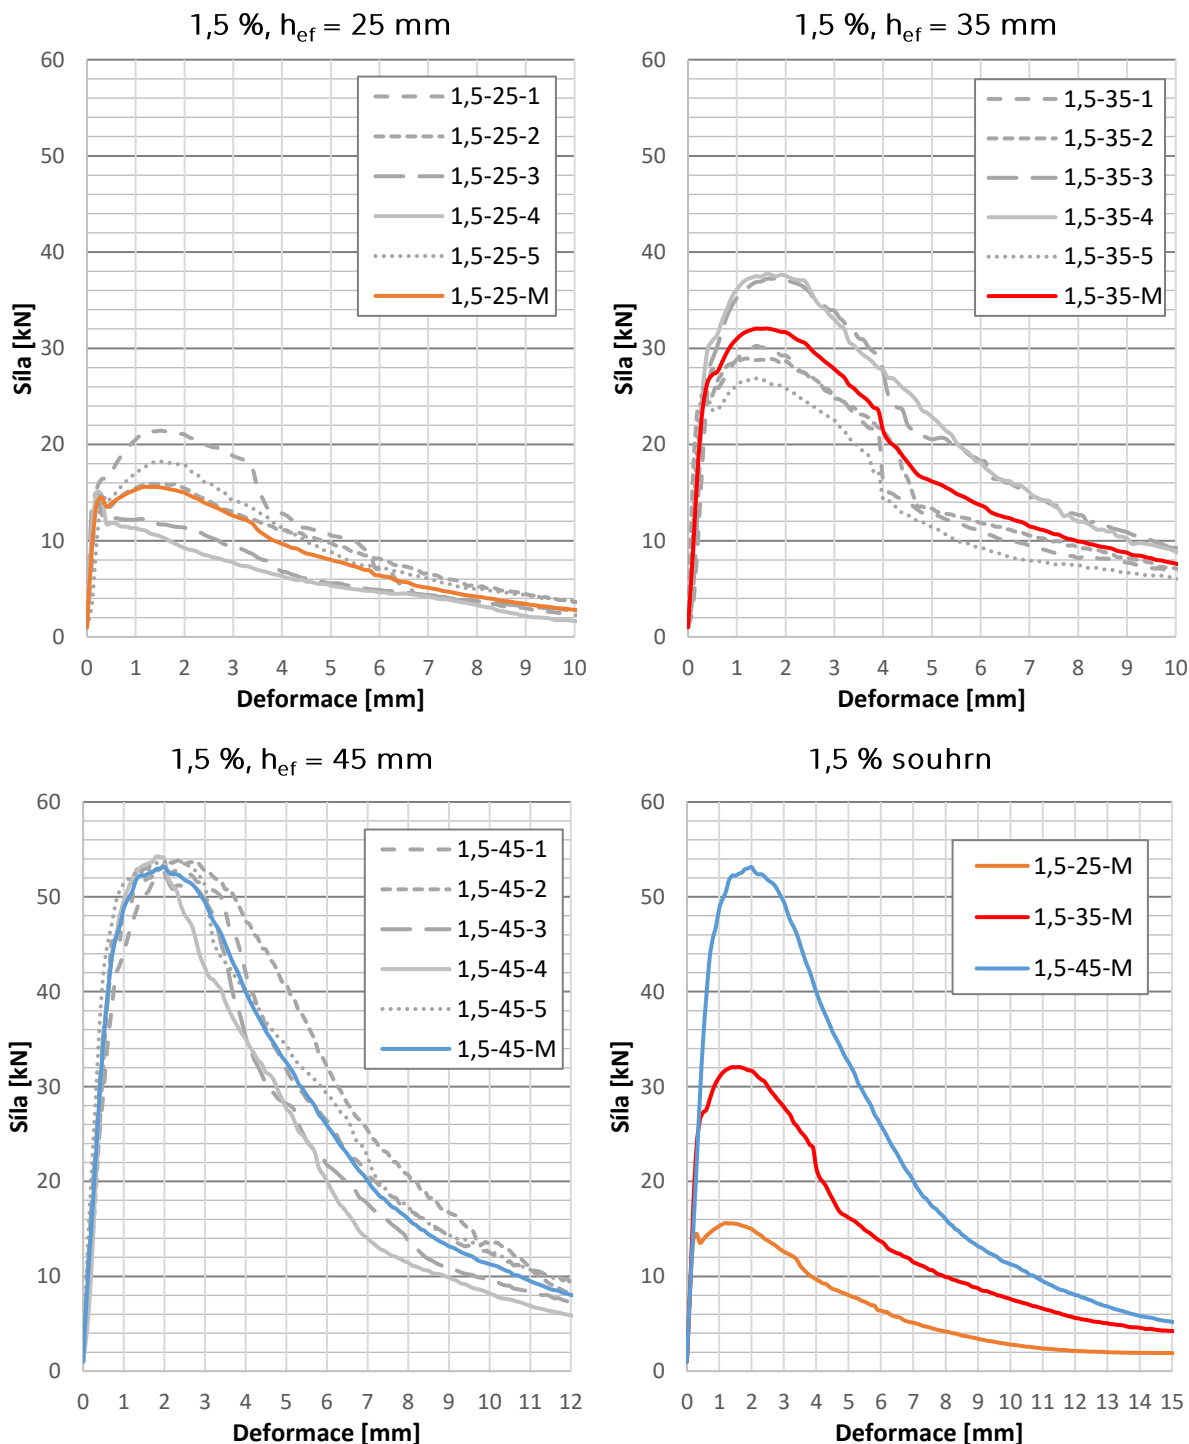 1,5 %, hef = 25 mm
60
50
40
30
20
10
0
Síla [kN]
1,5-25-1
1,5-25-2
1,5-25-3
1,5-25-4
1,5-25-5
1,5-25-M
0 1 2 3 4 5 6 7 8 9 10
Deformace [mm]
1,5 %, hef = 35 mm
60
50
40
30
20
10
0
Síla [kN]
1,5-35-1
1,5-35-2
1,5-35-3
1,5-35-4
1,5-35-5
1,5-35-M
0 1 2 3 4 5 6 7 8 9 10
Deformace [mm]
1,5 %, hef = 45 mm
60
50
40
30
20
10
0
Síla [kN]
1,5-45-1
1,5-45-2
1,5-45-3
1,5-45-4
1,5-45-5
1,5-45-M
0 1 2 3 4 5 6 7 8 9 10 11 12
Deformace [mm]
1,5 % souhrn
60
50
40
30
20
10
0
Síla [kN]
1,5-25-M
1,5-35-M
1,5-45-M
0 1 2 3 4 5 6 7 8 9 10 11 12 13 14 15
Deformace [mm]